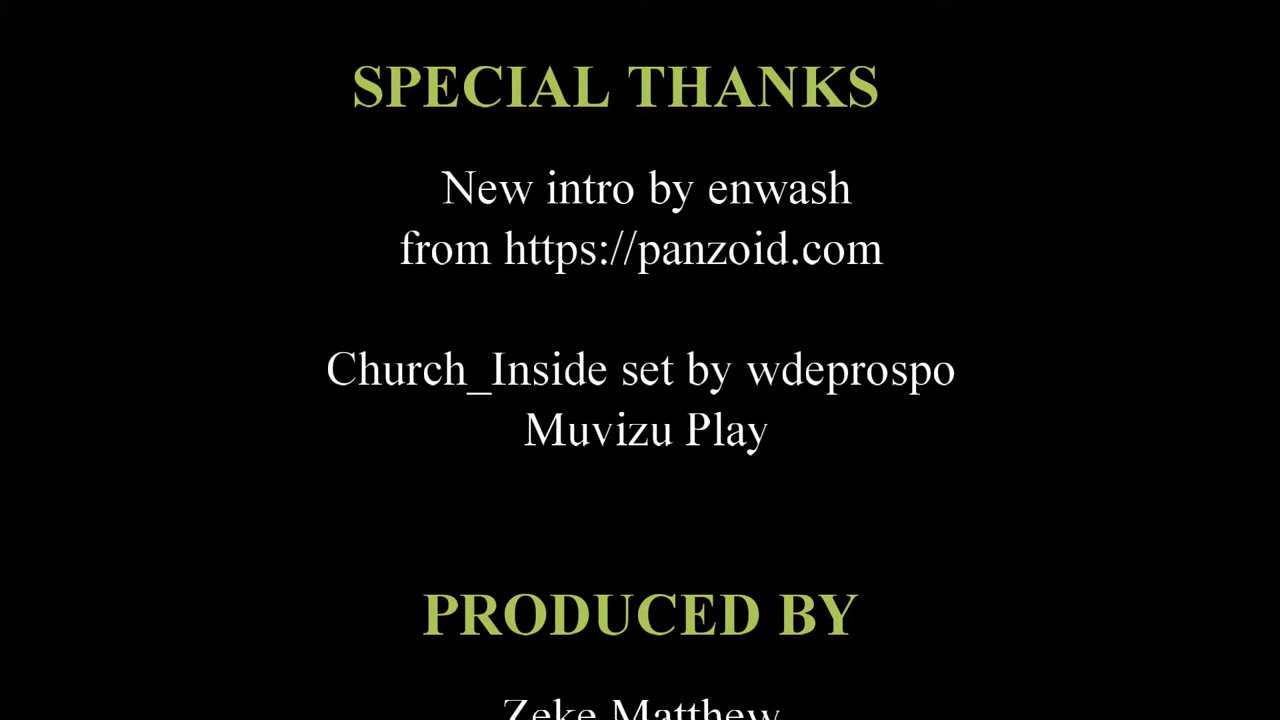 SPECIAL THANKS
New intro by enwash
from https://panzoid.com
Church_Inside set by wdeprospo
Muvizu Play
PRODUCED BY
Zeke Matthew